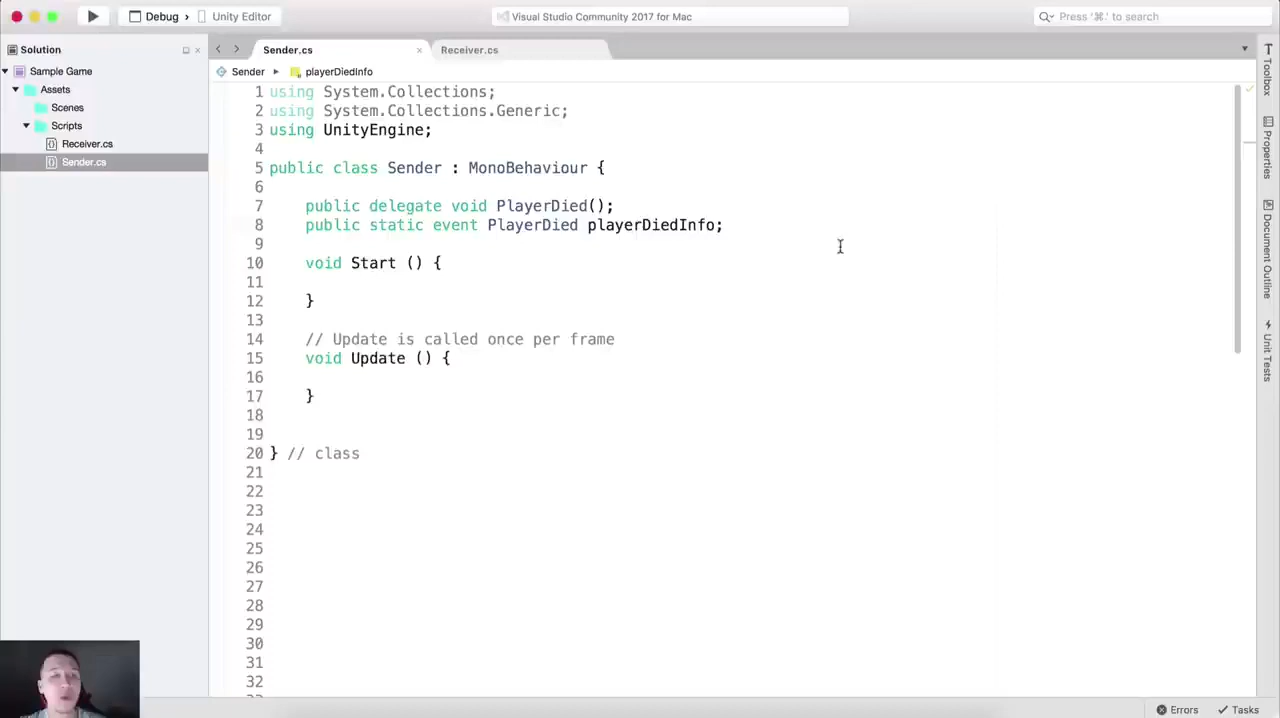 Debug › Unity Editor
Visual Studio Community 2017 for Mac
Press '⌘.' to search
Solution
Sample Game
Assets
Scenes
Scripts
Receiver.cs
Sender.cs
Sender.cs
Receiver.cs
Sender
playerDiedInfo
1 using System.Collections;
2 using System.Collections.Generic;
3 using UnityEngine;
4
5 public class Sender : MonoBehaviour {
6
7 public delegate void PlayerDied();
8 public static event PlayerDied playerDiedInfo;
9
10 void Start () {
11
12 }
13
14 // Update is called once per frame
15 void Update () {
16
17 }
18
19
20 } // class
21
22
23
24
25
26
27
28
29
30
31
32
Toolbox
Properties
Document Outline
Unit Tests
Errors
Tasks